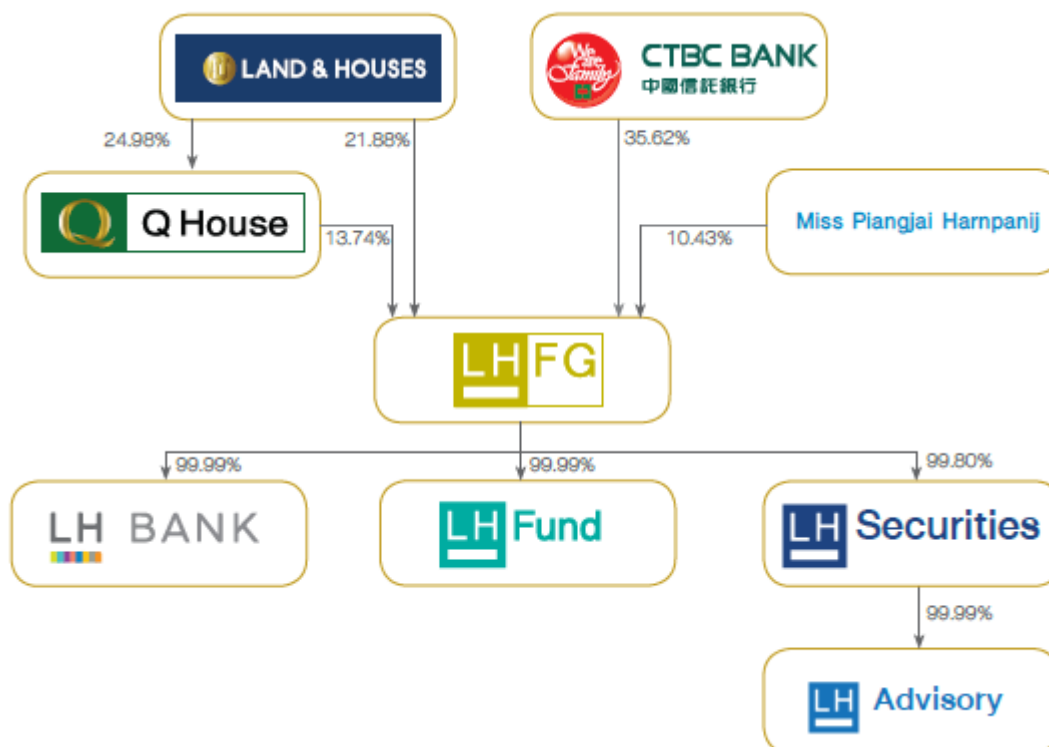 LAND & HOUSES
We are family
CTBC BANK
中國信託銀行
24.98%
21.88%
35.62%
Q Q House
13.74%
10.43%
Miss Piangjai Harnpanij
LH FG
99.99%
99.99%
99.80%
LH BANK
LH Fund
LH Securities
99.99%
LH Advisory